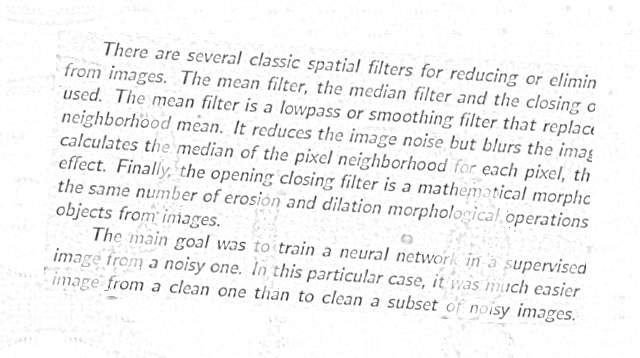 There are several classic spatial filters for reducing or elimin
from images. The mean filter, the median filter and the closing o
used. The mean filter is a lowpass or smoothing filter that replace
neighborhood mean. It reduces the image noise but blurs the imag
calculates the median of the pixel neighborhood for each pixel, th
effect. Finally, the opening closing filter is a mathematical morpho
the same number of erosion and dilation morphological operations
objects from images.
The main goal was to train a neural network in a supervised
image from a noisy one. In this particular case, it was much easier
image from a clean one than to clean a subset of noisy images.